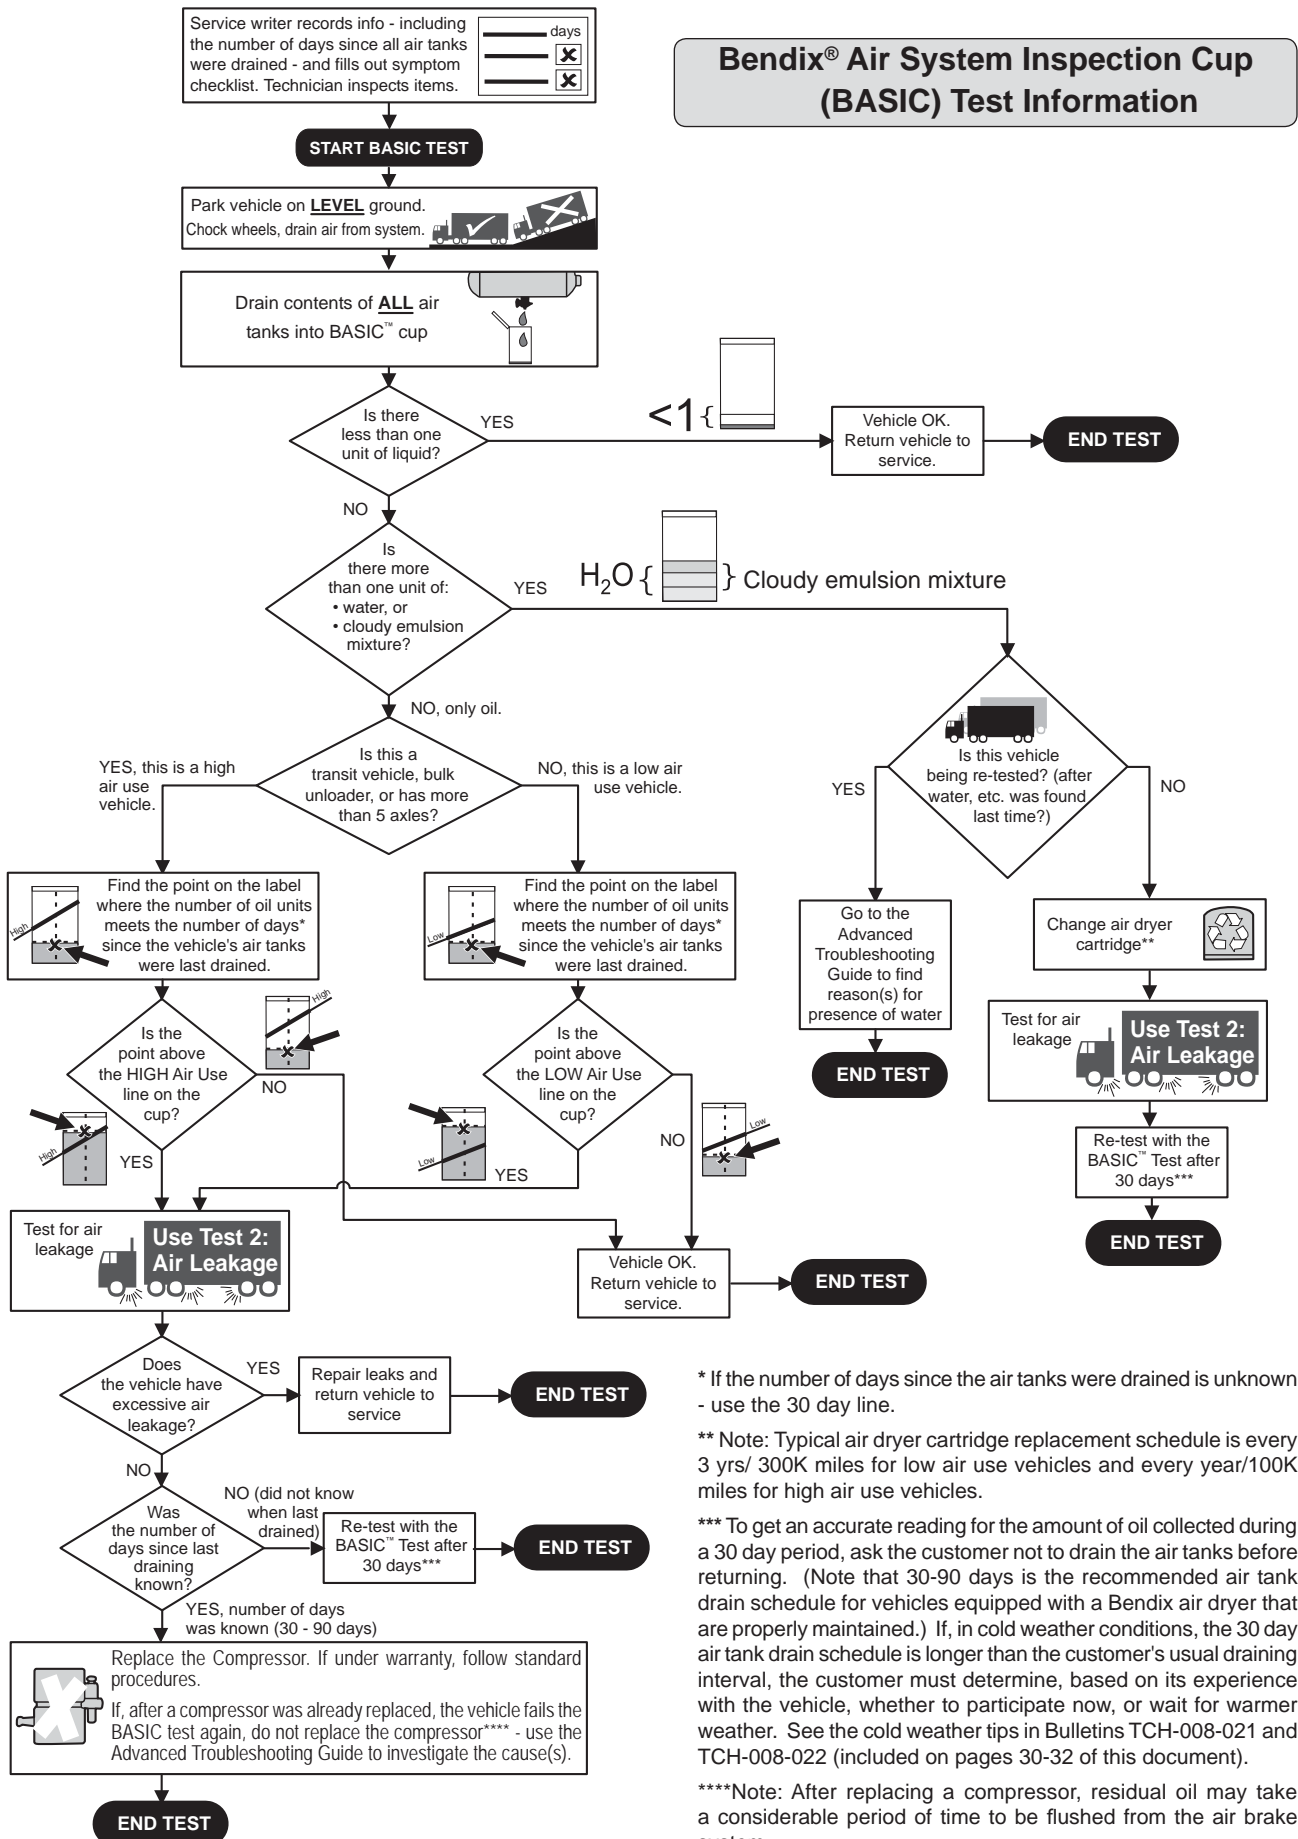 Service writer records info - including
the number of days since all air tanks
were drained - and fills out symptom
checklist. Technician inspects items.
days
Bendix® Air System Inspection Cup
(BASIC) Test Information
START BASIC TEST
Park vehicle on LEVEL ground.
Chock wheels, drain air from system.
Drain contents of ALL air
tanks into BASIC™ cup
Is there
less than one
unit of liquid?
YES
<1{
Vehicle OK.
Return vehicle to
service.
END TEST
NO
Is
there more
than one unit of:
• water, or
• cloudy emulsion
mixture?
YES
H₂O { } Cloudy emulsion mixture
NO, only oil.
Is this a
transit vehicle, bulk
unloader, or has more
than 5 axles?
YES, this is a high
air use
vehicle.
NO, this is a low air
use vehicle.
Is this vehicle
being re-tested? (after
water, etc. was found
last time?)
YES
NO
High
Find the point on the label
where the number of oil units
meets the number of days*
since the vehicle's air tanks
were last drained.
Low
Find the point on the label
where the number of oil units
meets the number of days*
since the vehicle's air tanks
were last drained.
Go to the
Advanced
Troubleshooting
Guide to find
reason(s) for
presence of water
END TEST
Change air dryer
cartridge**
Test for air
leakage
Use Test 2:
Air Leakage
Re-test with the
BASIC™ Test after
30 days***
END TEST
Is the
point above
the HIGH Air Use
line on the
cup?
High
NO
High
YES
Is the
point above
the LOW Air Use
line on the
cup?
NO
Low
Low
YES
Test for air
leakage
Use Test 2:
Air Leakage
Vehicle OK.
Return vehicle to
service.
END TEST
Does
the vehicle have
excessive air
leakage?
YES
Repair leaks and
return vehicle to
service
END TEST
NO
Was
the number of
days since last
draining
known?
NO (did not know
when last
drained)
Re-test with the
BASIC™ Test after
30 days***
END TEST
YES, number of days
was known (30 - 90 days)
Replace the Compressor. If under warranty, follow standard
procedures.
If, after a compressor was already replaced, the vehicle fails the
BASIC test again, do not replace the compressor**** - use the
Advanced Troubleshooting Guide to investigate the cause(s).
END TEST
* If the number of days since the air tanks were drained is unknown
- use the 30 day line.
** Note: Typical air dryer cartridge replacement schedule is every
3 yrs/ 300K miles for low air use vehicles and every year/100K
miles for high air use vehicles.
*** To get an accurate reading for the amount of oil collected during
a 30 day period, ask the customer not to drain the air tanks before
returning. (Note that 30-90 days is the recommended air tank
drain schedule for vehicles equipped with a Bendix air dryer that
are properly maintained.) If, in cold weather conditions, the 30 day
air tank drain schedule is longer than the customer's usual draining
interval, the customer must determine, based on its experience
with the vehicle, whether to participate now, or wait for warmer
weather. See the cold weather tips in Bulletins TCH-008-021 and
TCH-008-022 (included on pages 30-32 of this document).
****Note: After replacing a compressor, residual oil may take
a considerable period of time to be flushed from the air brake